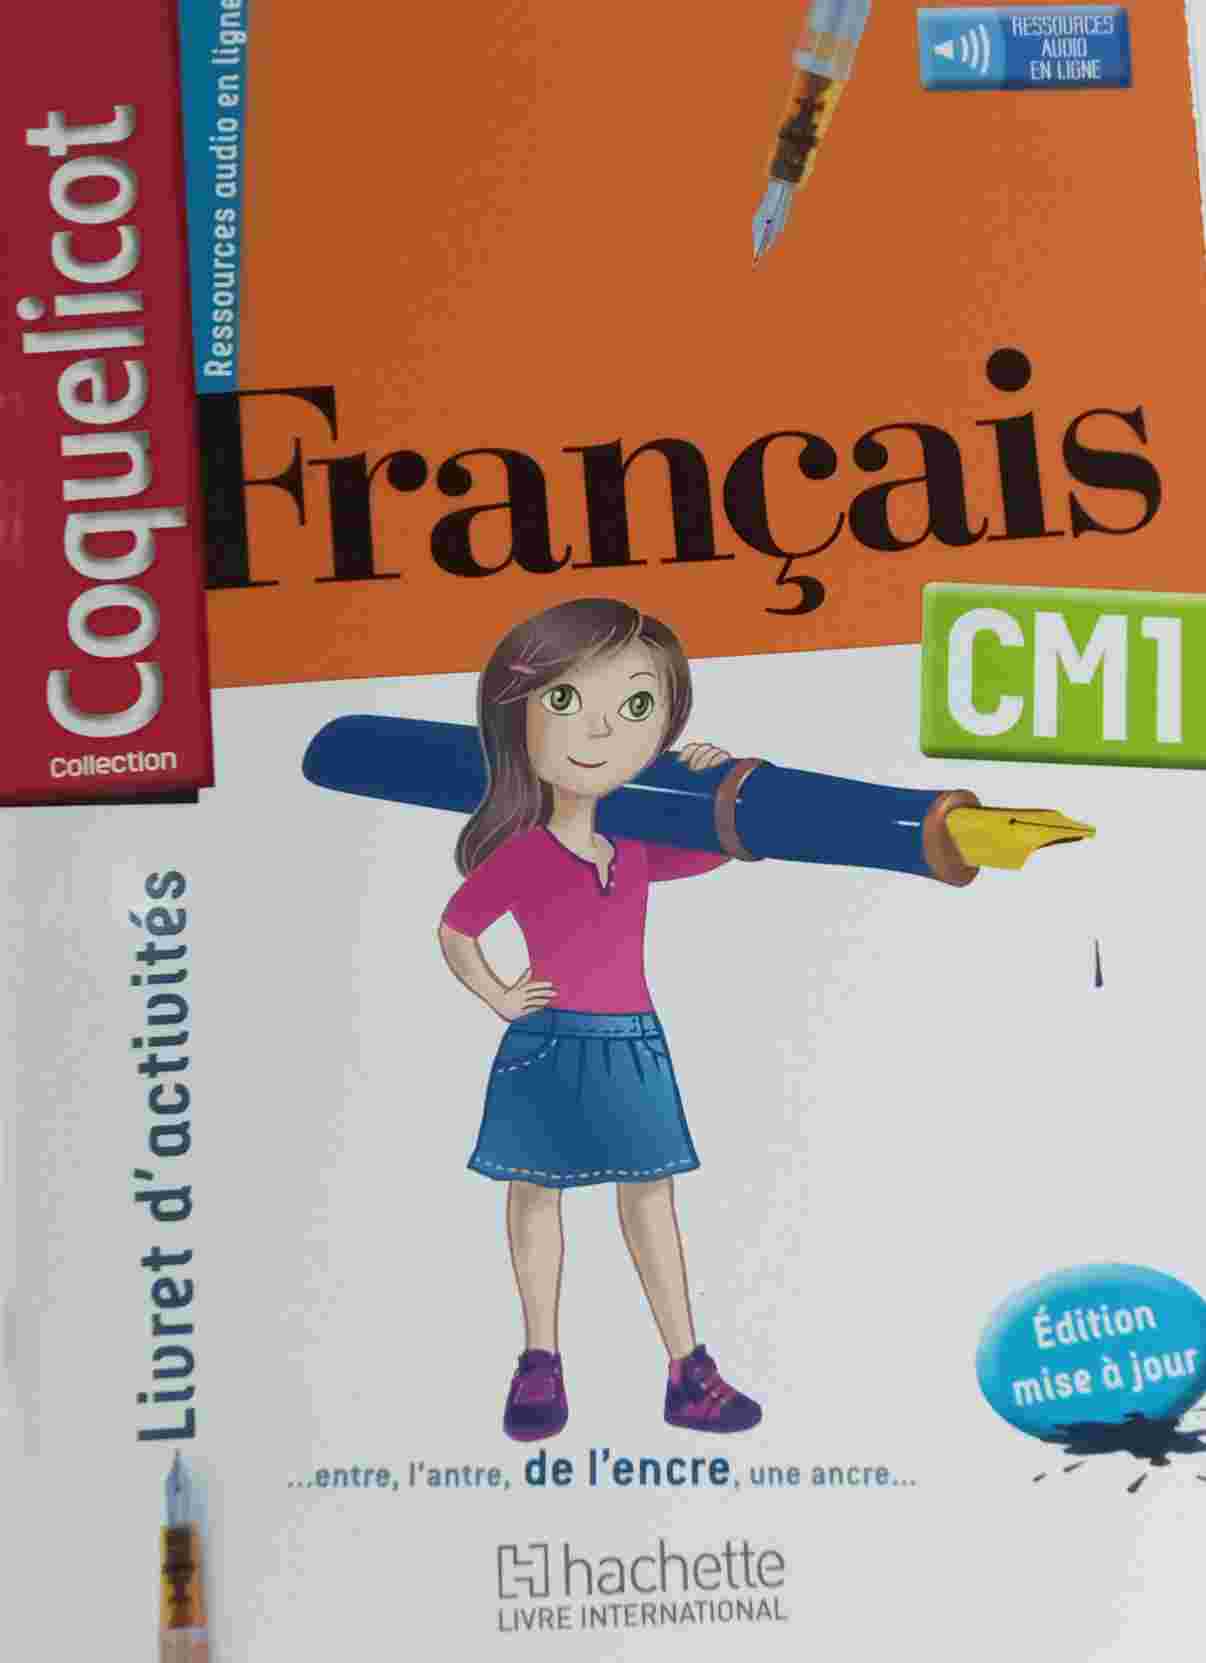 RESSOURCES
AUDIO
EN LIGNE
Ressources audio en ligne
Coquelicot
Collection
Français
CM1
Livret d'activités
Édition
mise à jour
...entre, l'antre, de l'encre, une ancre...
hachette
LIVRE INTERNATIONAL